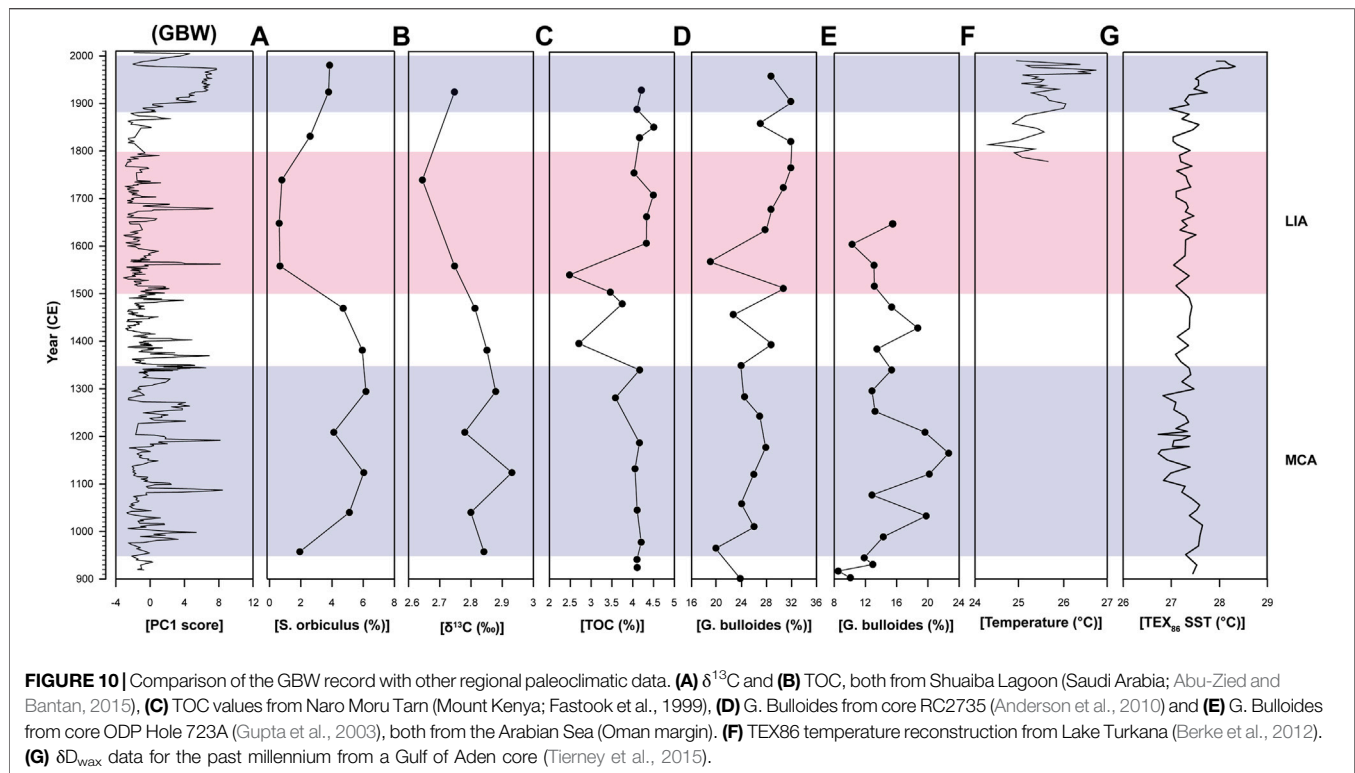 (GBW) A B C D E F G
2000
1900
1800
1700
1600
1500
1400
1300
1200
1100
1000
900
Year (CE)
LIA
MCA
-4 0 4 8 12 0 2 4 6 8 2.6 2.7 2.8 2.9 3 2 2.5 3 3.5 4 4.5 5 16 20 24 28 32 36 8 12 16 20 24 24 25 26 27 26 27 28 29
[PC1 score] [S. orbiculus (%)] [δ13C (‰)] [TOC (%)] [G. bulloides (%)] [G. bulloides (%)] [Temperature (°C)] [TEX86 SST (°C)]
FIGURE 10 | Comparison of the GBW record with other regional paleoclimatic data. (A) δ13C and (B) TOC, both from Shuaiba Lagoon (Saudi Arabia; Abu-Zied and
Bantan, 2015), (C) TOC values from Naro Moru Tarn (Mount Kenya; Fastook et al., 1999), (D) G. Bulloides from core RC2735 (Anderson et al., 2010) and (E) G. Bulloides
from core ODP Hole 723A (Gupta et al., 2003), both from the Arabian Sea (Oman margin). (F) TEX86 temperature reconstruction from Lake Turkana (Berke et al., 2012).
(G) δDwax data for the past millennium from a Gulf of Aden core (Tierney et al., 2015).